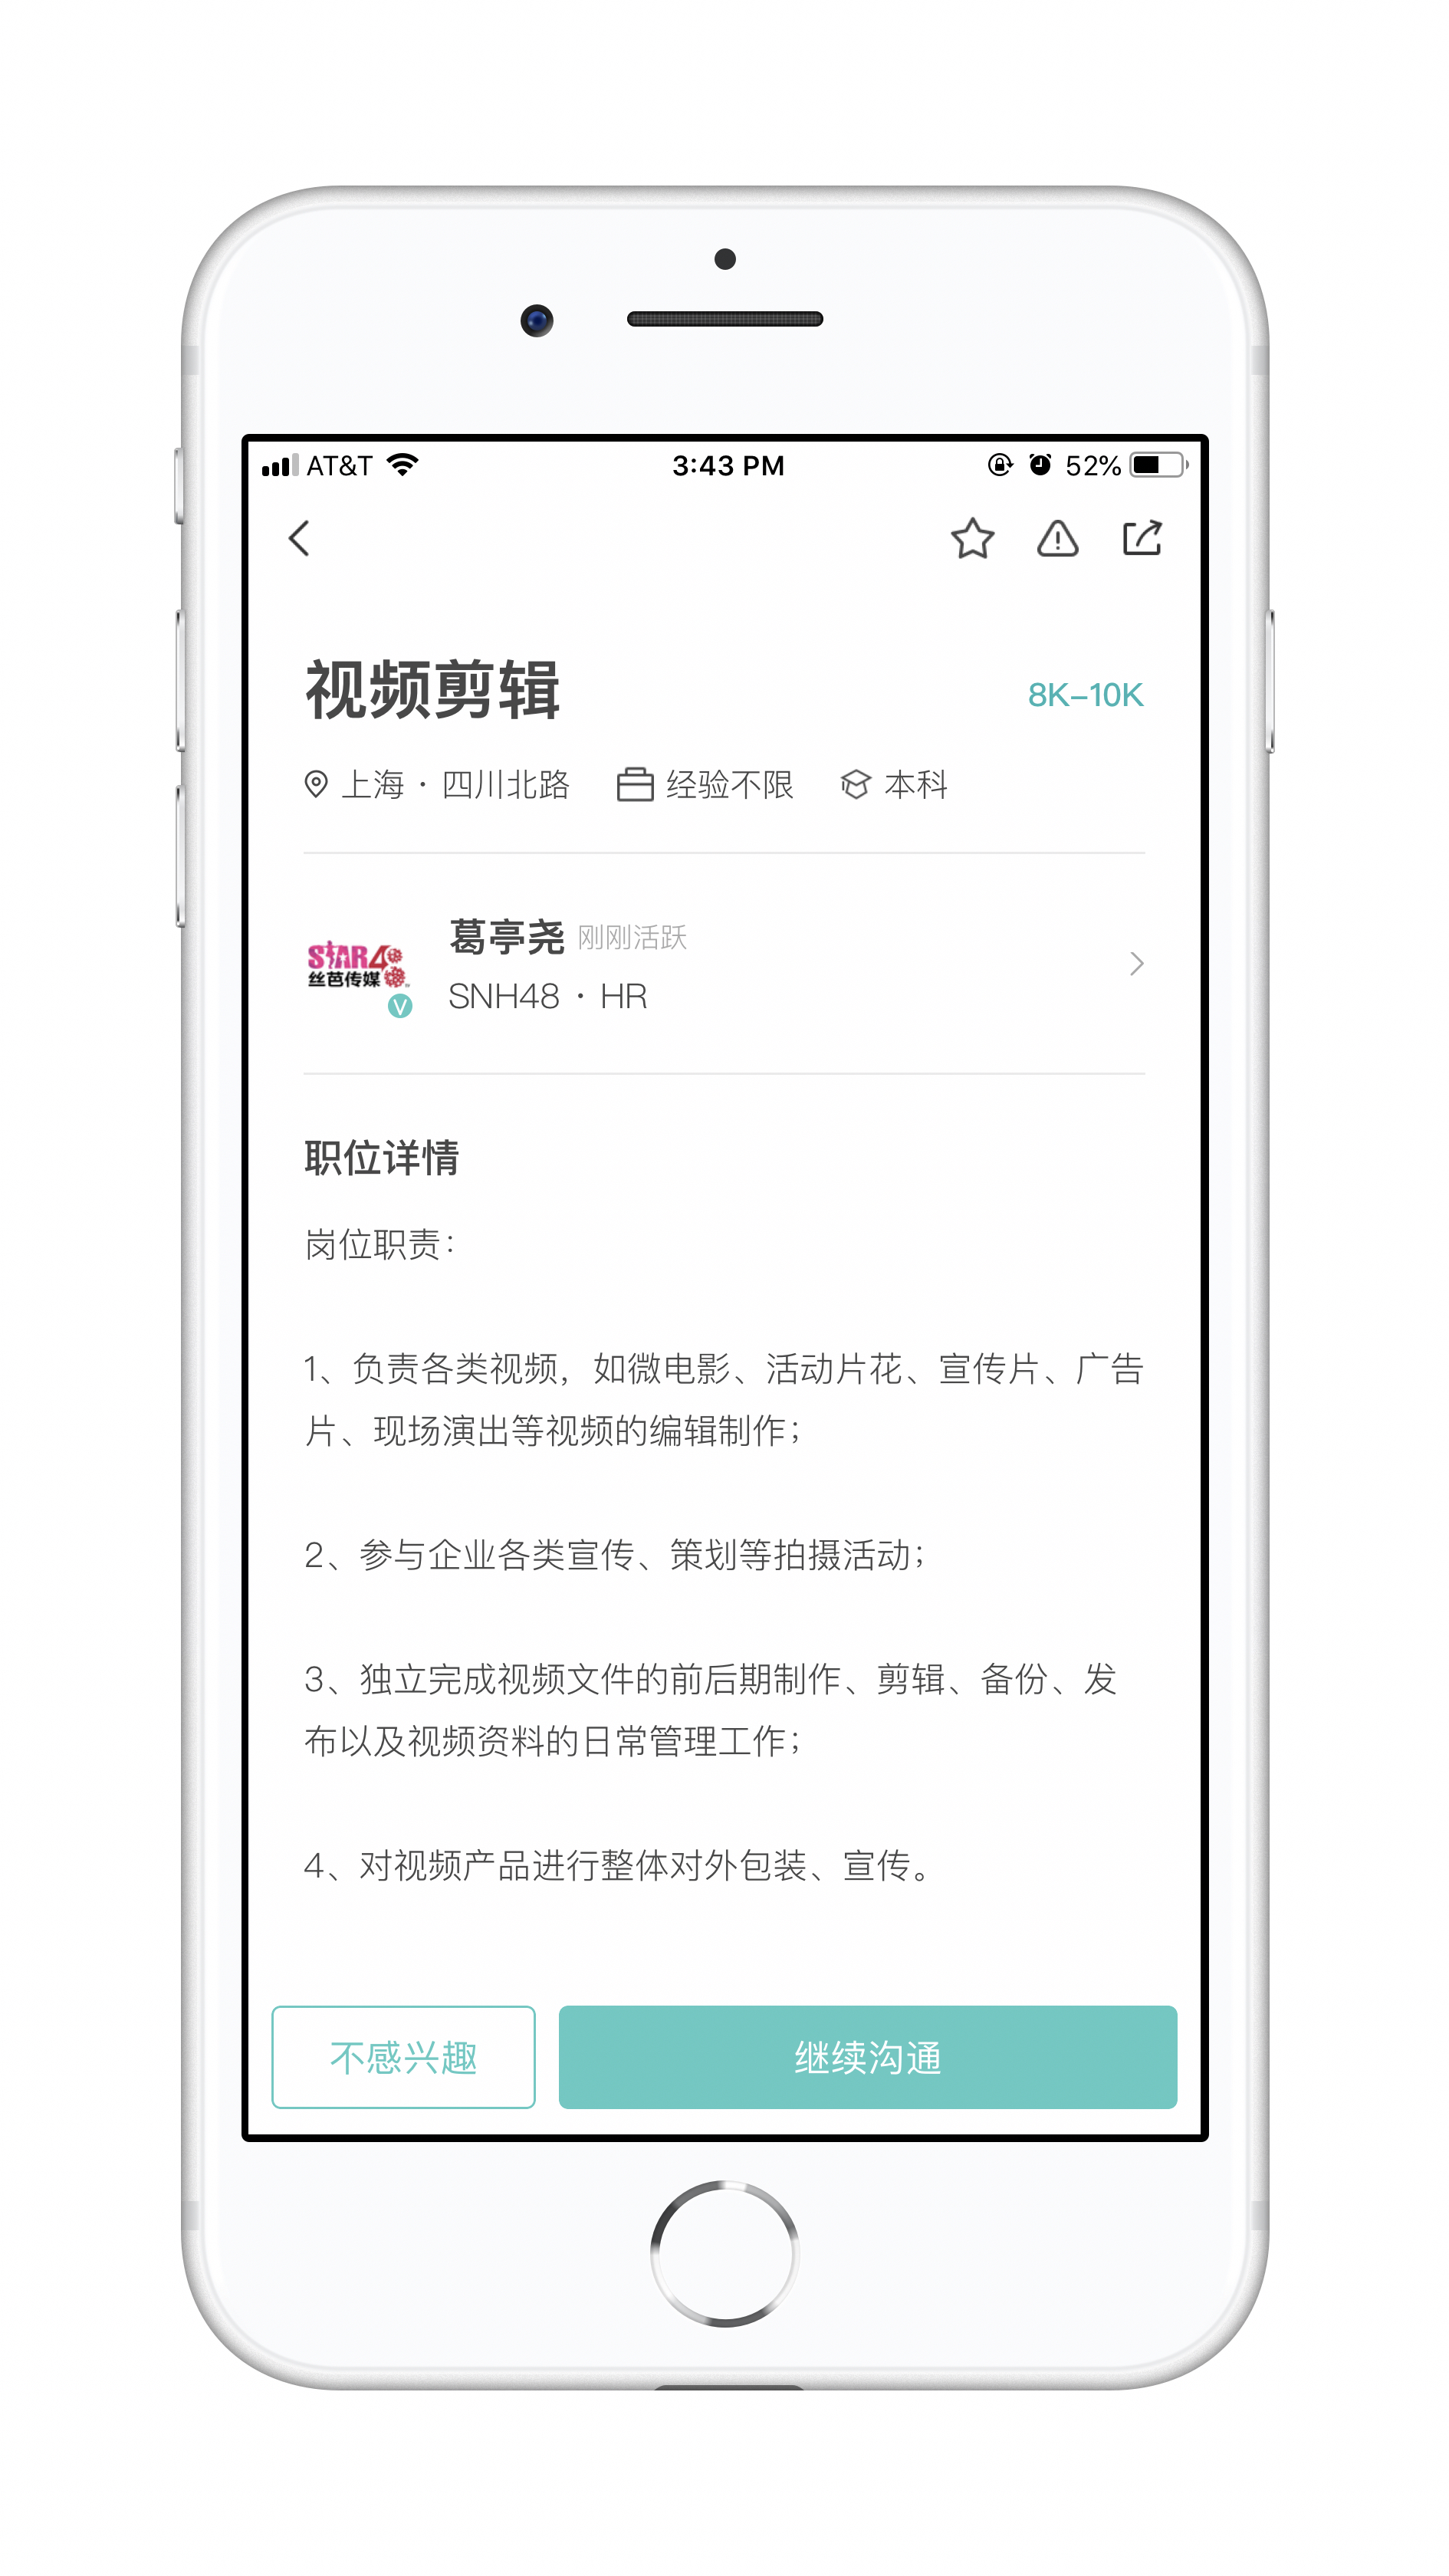 AT&T 3:43 PM 52%
视频剪辑 8K-10K
上海·四川北路 经验不限 本科
STAR48
丝芭传媒
V
葛亭尧 刚刚活跃
SNH48·HR
职位详情
岗位职责：
1、负责各类视频，如微电影、活动片花、宣传片、广告
片、现场演出等视频的编辑制作；
2、参与企业各类宣传、策划等拍摄活动；
3、独立完成视频文件的前后期制作、剪辑、备份、发
布以及视频资料的日常管理工作；
4、对视频产品进行整体对外包装、宣传。
不感兴趣 继续沟通